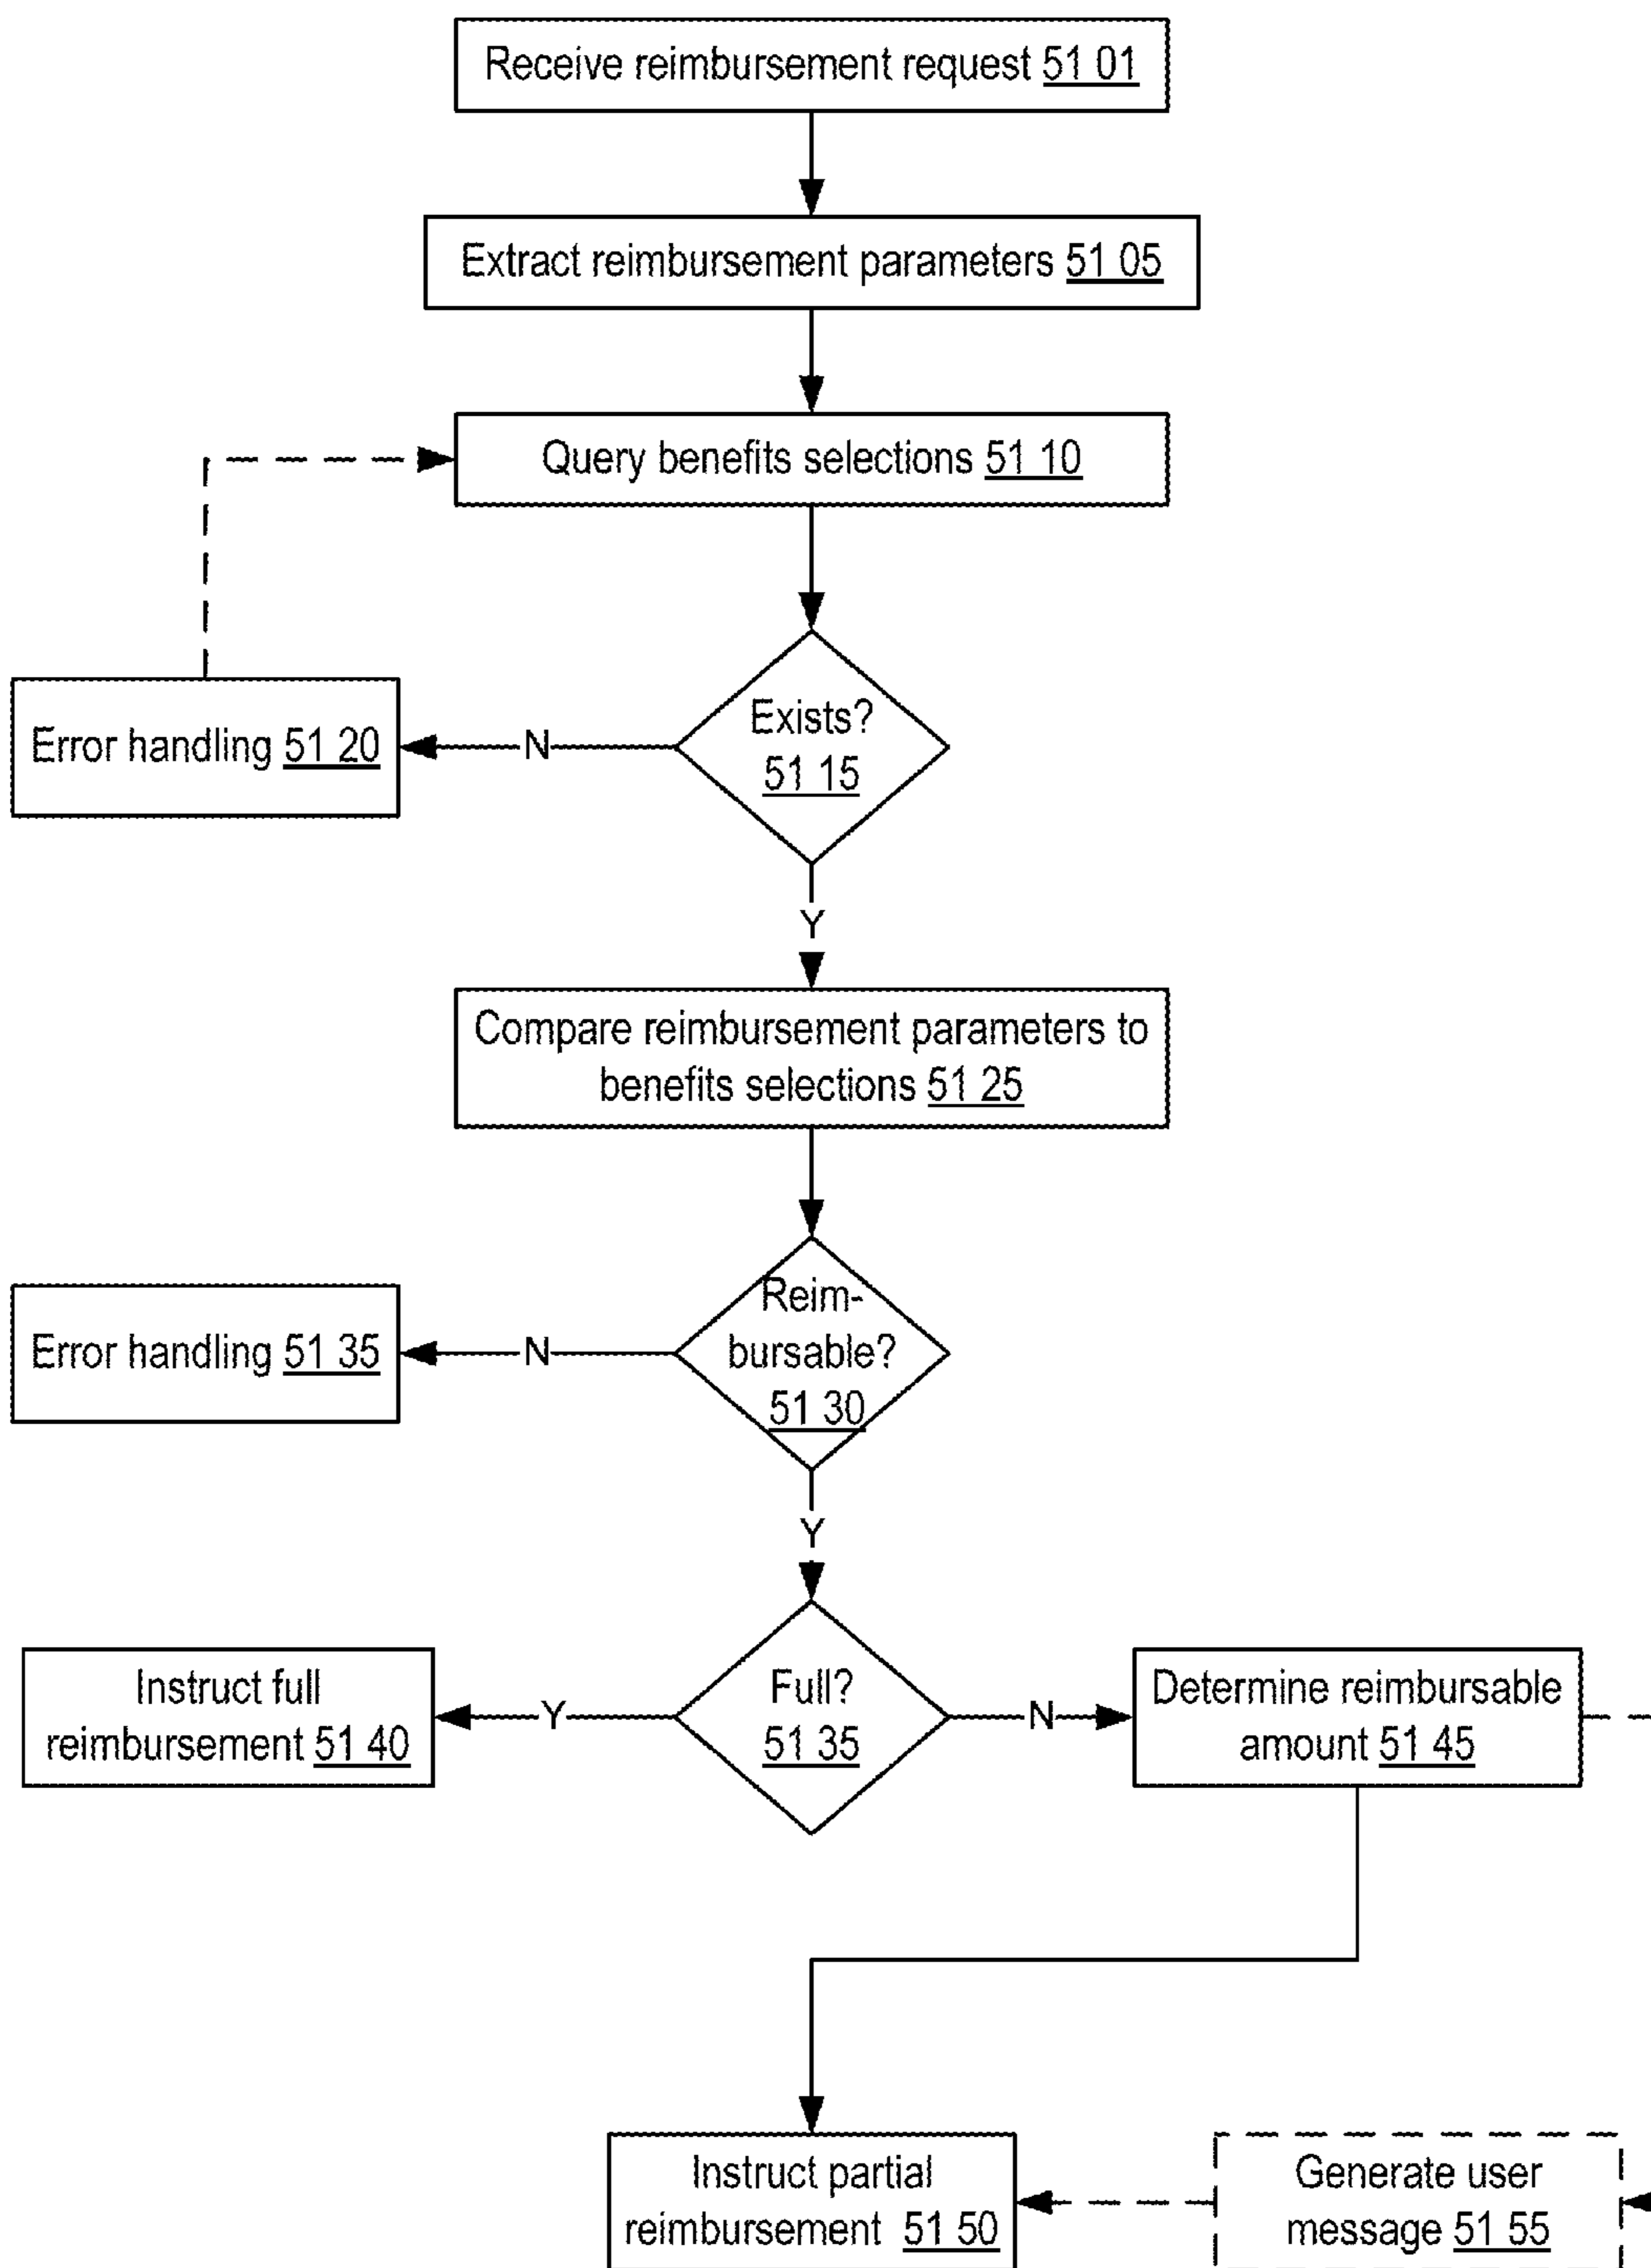 Receive reimbursement request 51 01
Extract reimbursement parameters 51 05
Query benefits selections 51 10
Exists?
51 15
N
Error handling 51 20
Y
Compare reimbursement parameters to
benefits selections 51 25
Reim-
bursable?
51 30
N
Error handling 51 35
Y
Full?
51 35
Y
Instruct full
reimbursement 51 40
N
Determine reimbursable
amount 51 45
Instruct partial
reimbursement 51 50
Generate user
message 51 55